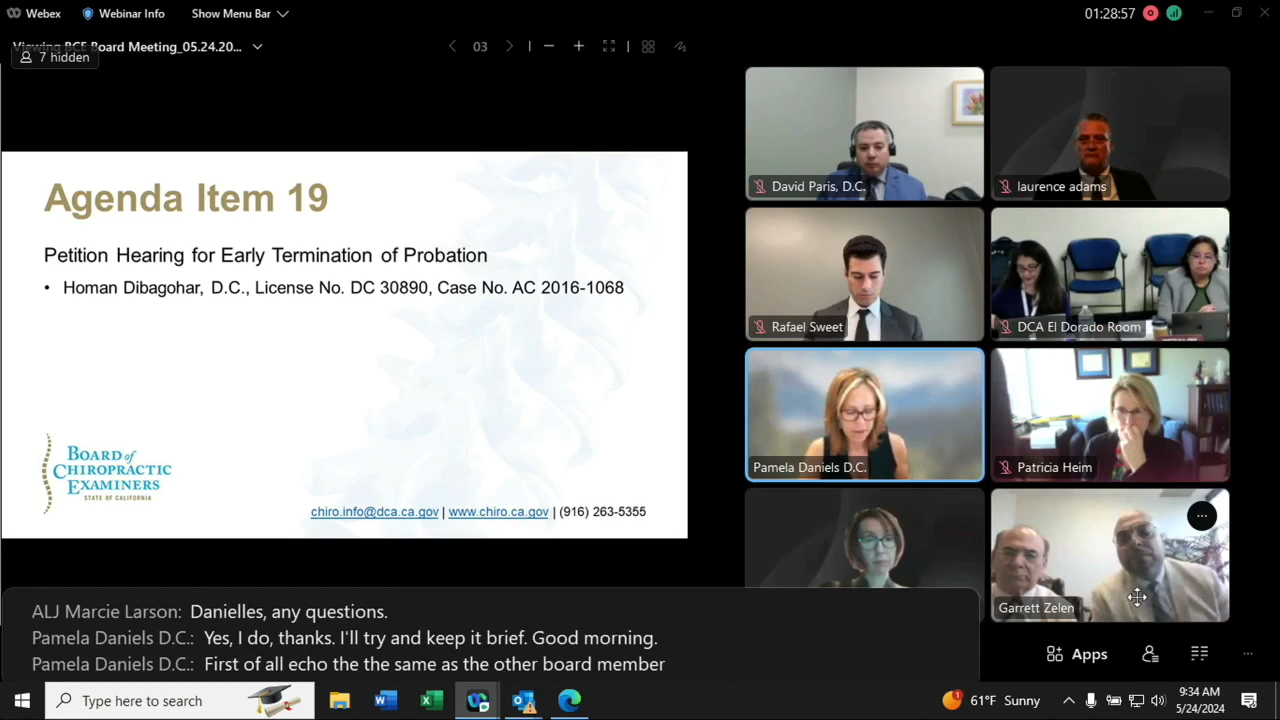 Webex
Webinar Info
Show Menu Bar
01:28:57
Viewing BCE Board Meeting_05.24.20...
03
7 hidden
Agenda Item 19
Petition Hearing for Early Termination of Probation
• Homan Dibagohar, D.C., License No. DC 30890, Case No. AC 2016-1068
BOARD of
CHIROPRACTIC
EXAMINERS
STATE OF CALIFORNIA
chiro.info@dca.ca.gov | www.chiro.ca.gov | (916) 263-5355
David Paris, D.C.
laurence adams
Rafael Sweet
DCA El Dorado Room
Pamela Daniels D.C.
Patricia Heim
Garrett Zelen
ALJ Marcie Larson: Danielles, any questions.
Pamela Daniels D.C.: Yes, I do, thanks. I'll try and keep it brief. Good morning.
Pamela Daniels D.C.: First of all echo the the same as the other board member
Apps
Type here to search
1
61°F Sunny
9:34 AM
5/24/2024